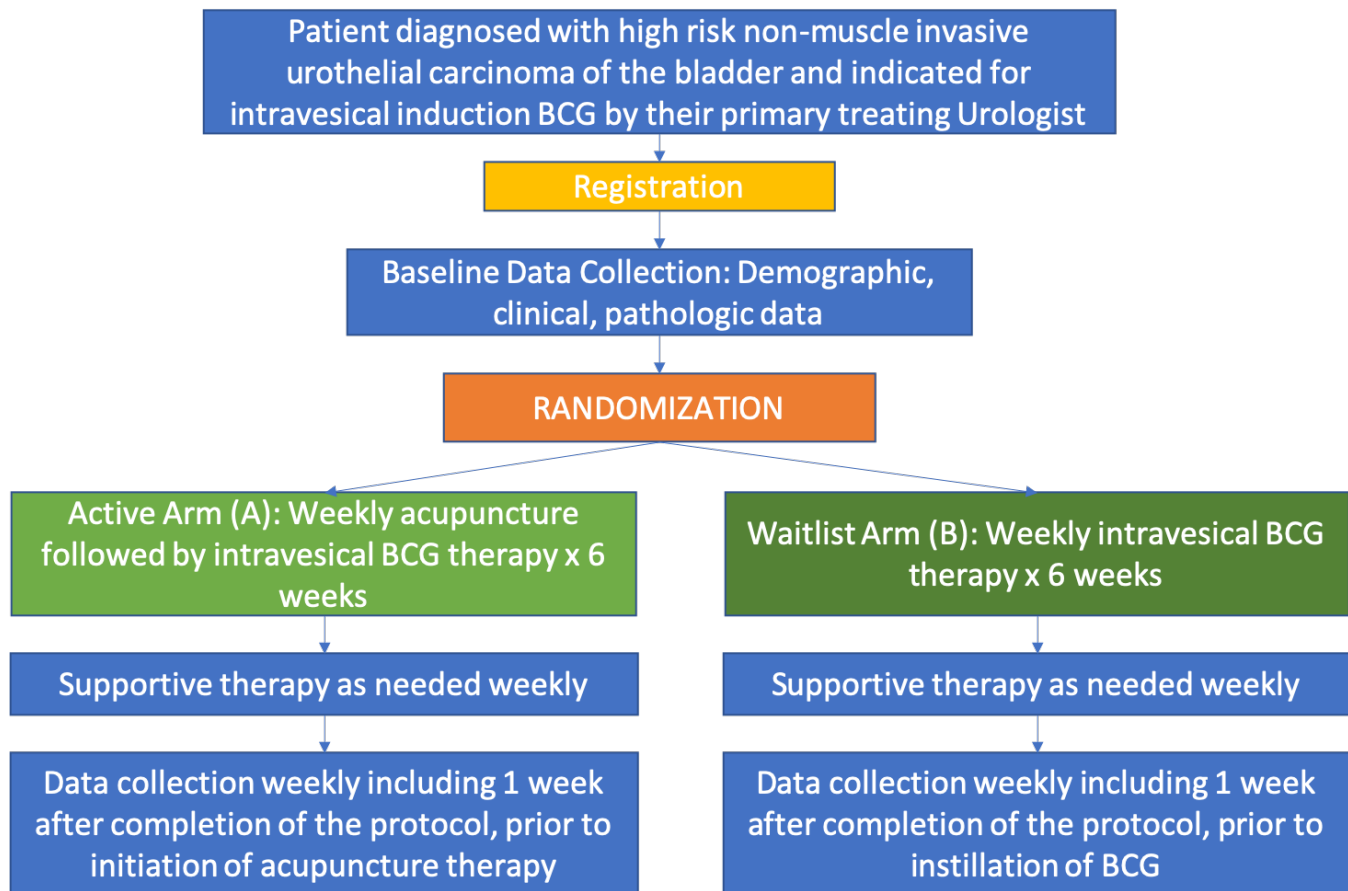 Patient diagnosed with high risk non-muscle invasive
urothelial carcinoma of the bladder and indicated for
intravesical induction BCG by their primary treating Urologist
Registration
Baseline Data Collection: Demographic,
clinical, pathologic data
RANDOMIZATION
Active Arm (A): Weekly acupuncture
followed by intravesical BCG therapy x 6
weeks
Waitlist Arm (B): Weekly intravesical BCG
therapy x 6 weeks
Supportive therapy as needed weekly
Supportive therapy as needed weekly
Data collection weekly including 1 week
after completion of the protocol, prior to
initiation of acupuncture therapy
Data collection weekly including 1 week
after completion of the protocol, prior to
instillation of BCG